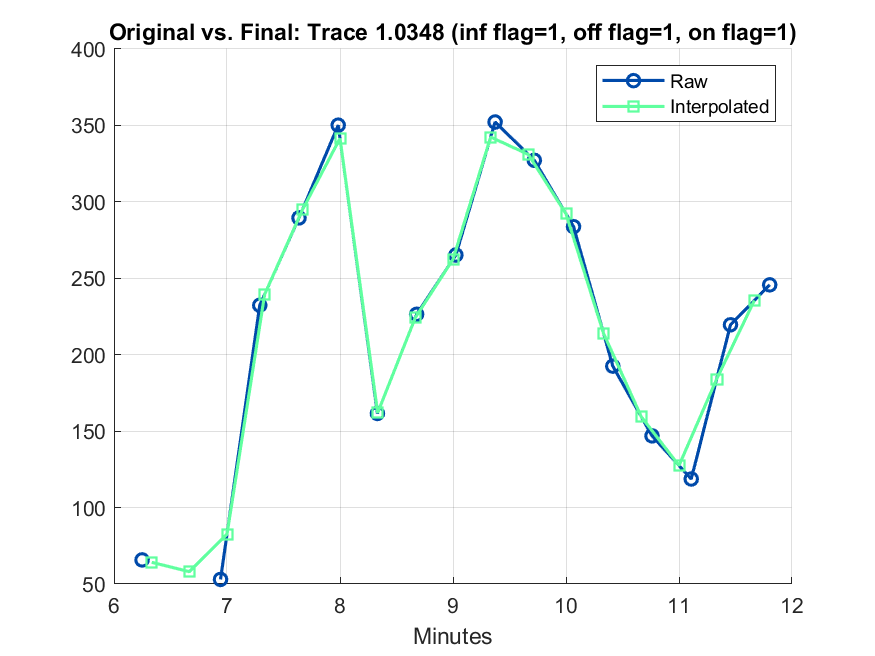 Original vs. Final: Trace 1.0348 (inf flag=1, off flag=1, on flag=1)
400
350
300
250
200
150
100
50
Raw
Interpolated
6 7 8 9 10 11 12
Minutes